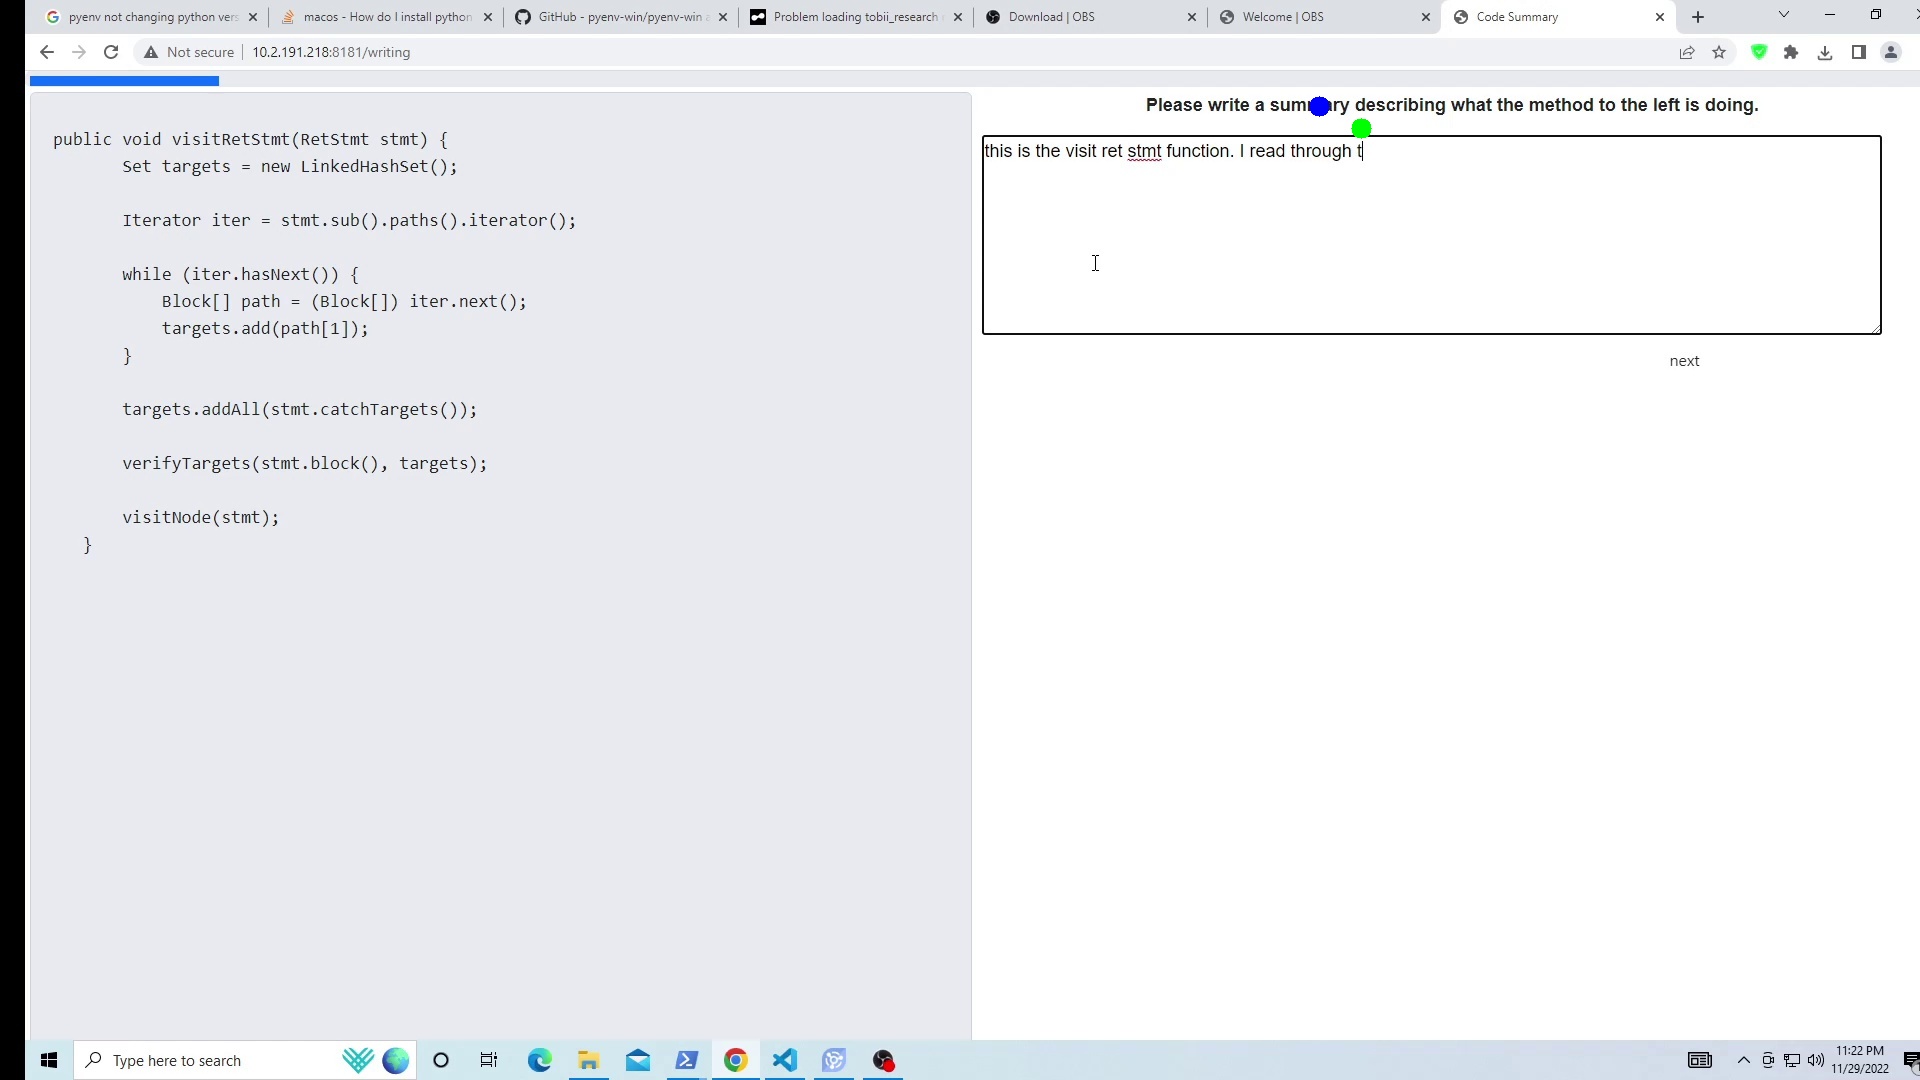 pyenv not changing python vers
macos - How do I install python
GitHub - pyenv-win/pyenv-win
Problem loading tobii_research
Download | OBS
Welcome | OBS
Code Summary
Not secure
10.2.191.218:8181/writing
Please write a summary describing what the method to the left is doing.
public void visitRetStmt(RetStmt stmt) {
Set targets = new LinkedHashSet();
Iterator iter = stmt.sub().paths().iterator();
while (iter.hasNext()) {
Block[] path = (Block[]) iter.next();
targets.add(path[1]);
}
targets.addAll(stmt.catchTargets());
verifyTargets(stmt.block(), targets);
visitNode(stmt);
}
this is the visit ret stmt function. I read through t
next
Type here to search
11:22 PM
11/29/2022